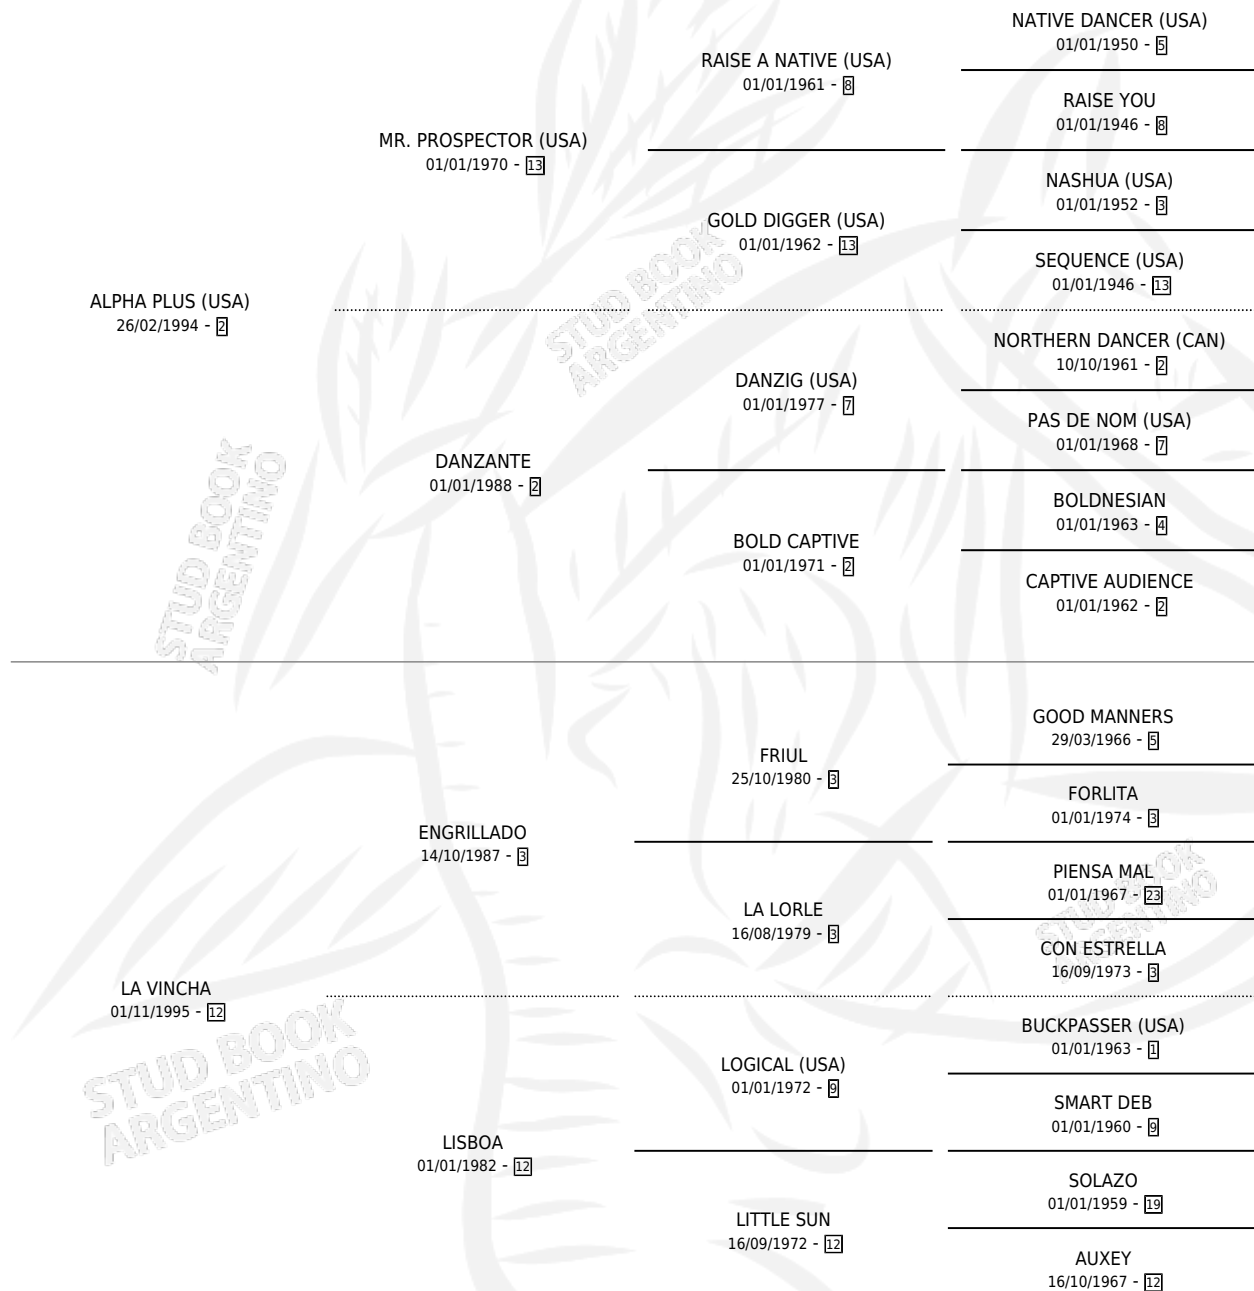 NATIVE DANCER (USA)
01/01/1950 - 5
RAISE A NATIVE (USA)
01/01/1961 - 8
RAISE YOU
01/01/1946 - 8
MR. PROSPECTOR (USA)
01/01/1970 - 13
NASHUA (USA)
01/01/1952 - 3
GOLD DIGGER (USA)
01/01/1962 - 13
SEQUENCE (USA)
01/01/1946 - 13
ALPHA PLUS (USA)
26/02/1994 - 2
NORTHERN DANCER (CAN)
10/10/1961 - 2
DANZIG (USA)
01/01/1977 - 7
PAS DE NOM (USA)
01/01/1968 - 7
DANZANTE
01/01/1988 - 2
BOLDNESIAN
01/01/1963 - 4
BOLD CAPTIVE
01/01/1971 - 2
CAPTIVE AUDIENCE
01/01/1962 - 2
GOOD MANNERS
29/03/1966 - 5
FRIUL
25/10/1980 - 3
FORLITA
01/01/1974 - 3
ENGRILLADO
14/10/1987 - 3
PIENSA MAL
01/01/1967 - 23
LA LORLE
16/08/1979 - 3
CON ESTRELLA
16/09/1973 - 3
LA VINCHA
01/11/1995 - 12
BUCKPASSER (USA)
01/01/1963 - 1
LOGICAL (USA)
01/01/1972 - 9
SMART DEB
01/01/1960 - 9
LISBOA
01/01/1982 - 12
SOLAZO
01/01/1959 - 19
LITTLE SUN
16/09/1972 - 12
AUXEY
16/10/1967 - 12
STUD BOOK
ARGENTINO
STUD BOOK
ARGENTINO
STUD BOOK
ARGENTINO
STUD BOOK
ARGENTINO